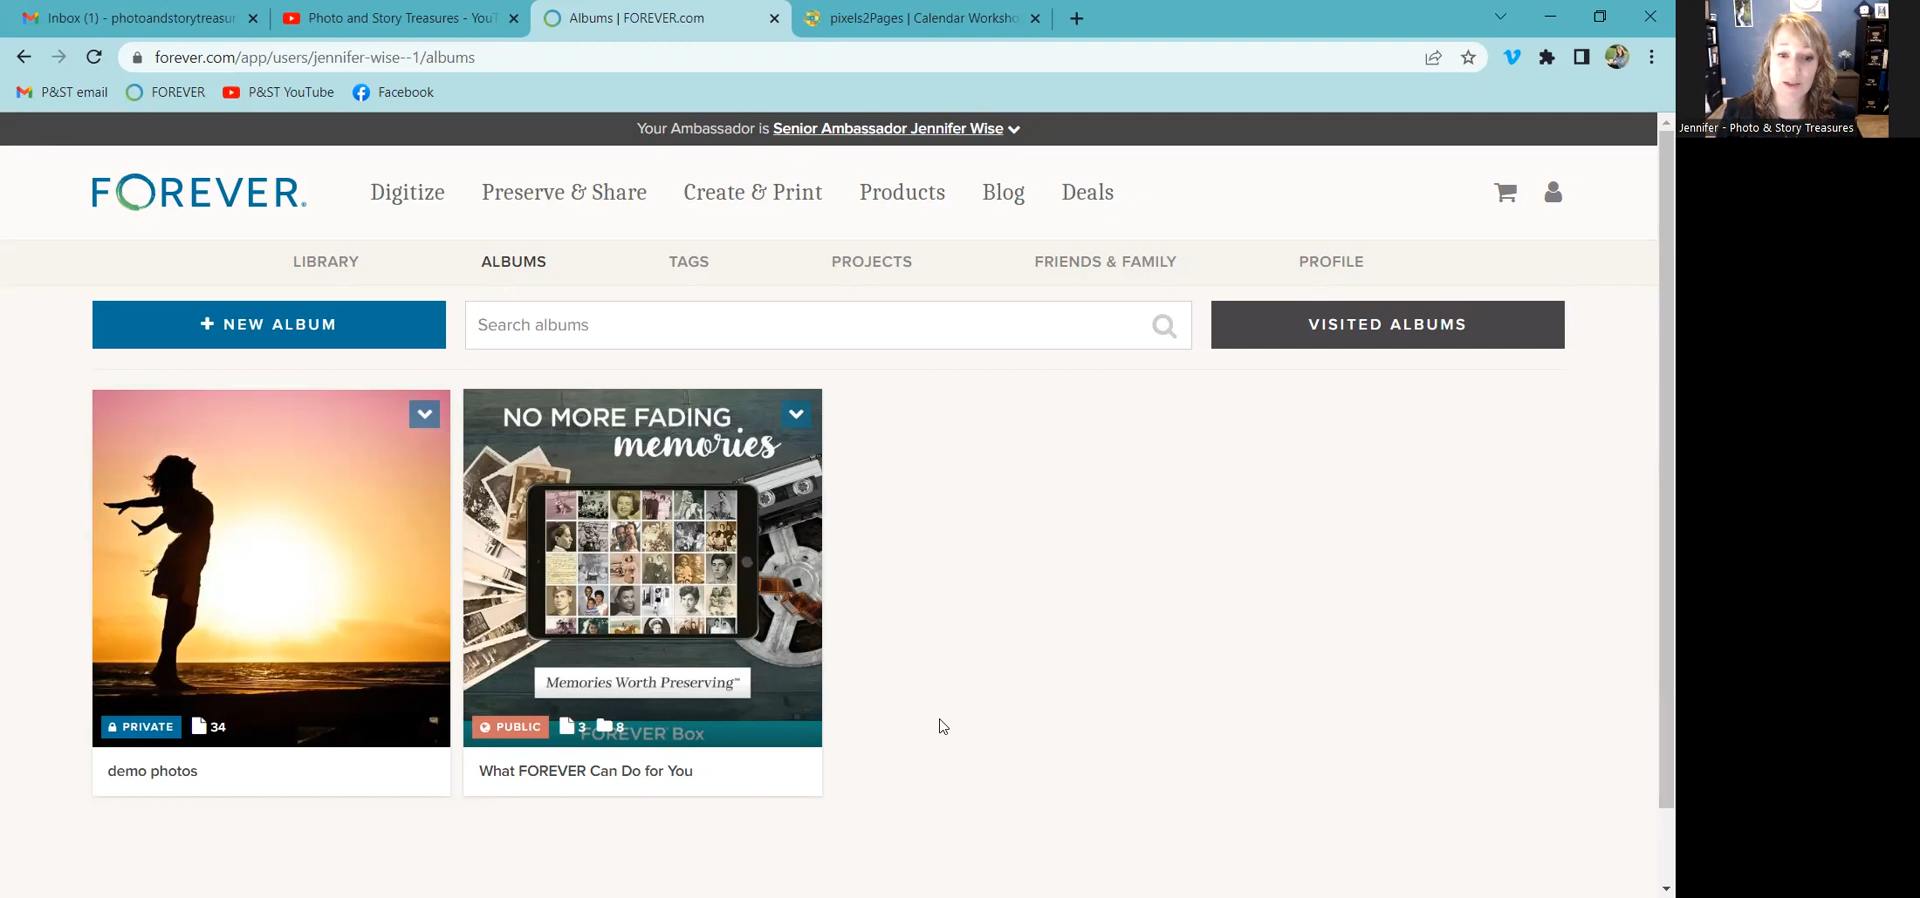 Inbox (1) - photoandstorytreasur
Photo and Story Treasures - YouT
Albums | FOREVER.com
pixels2Pages | Calendar Worksho
forever.com/app/users/jennifer-wise--1/albums
P&ST email
FOREVER
P&ST YouTube
Facebook
Jennifer - Photo & Story Treasures
Your Ambassador is Senior Ambassador Jennifer Wise
FOREVER
Digitize
Preserve & Share
Create & Print
Products
Blog
Deals
LIBRARY
ALBUMS
TAGS
PROJECTS
FRIENDS & FAMILY
PROFILE
+ NEW ALBUM
Search albums
VISITED ALBUMS
NO MORE FADING
memories
Memories Worth Preserving™
PRIVATE
34
PUBLIC
3
8
FOREVER Box
demo photos
What FOREVER Can Do for You